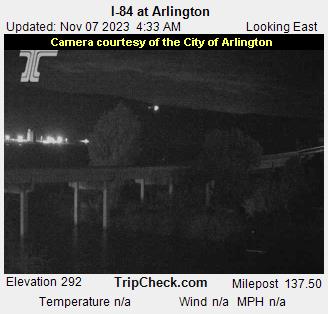 I-84 at Arlington
Updated: Nov 07 2023 4:33 AM Looking East
Camera courtesy of the City of Arlington
Elevation 292 TripCheck.com Milepost 137.50
Temperature n/a Wind n/a MPH n/a